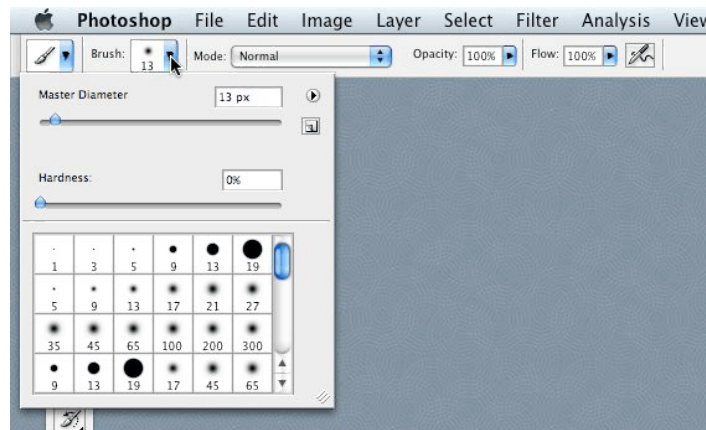 Photoshop File Edit Image Layer Select Filter Analysis View
Brush: 13 Mode: Normal Opacity: 100% Flow: 100%
Master Diameter 13 px
Hardness: 0%
1 3 5 9 13 19
5 9 13 17 21 27
35 45 65 100 200 300
9 13 19 17 45 65